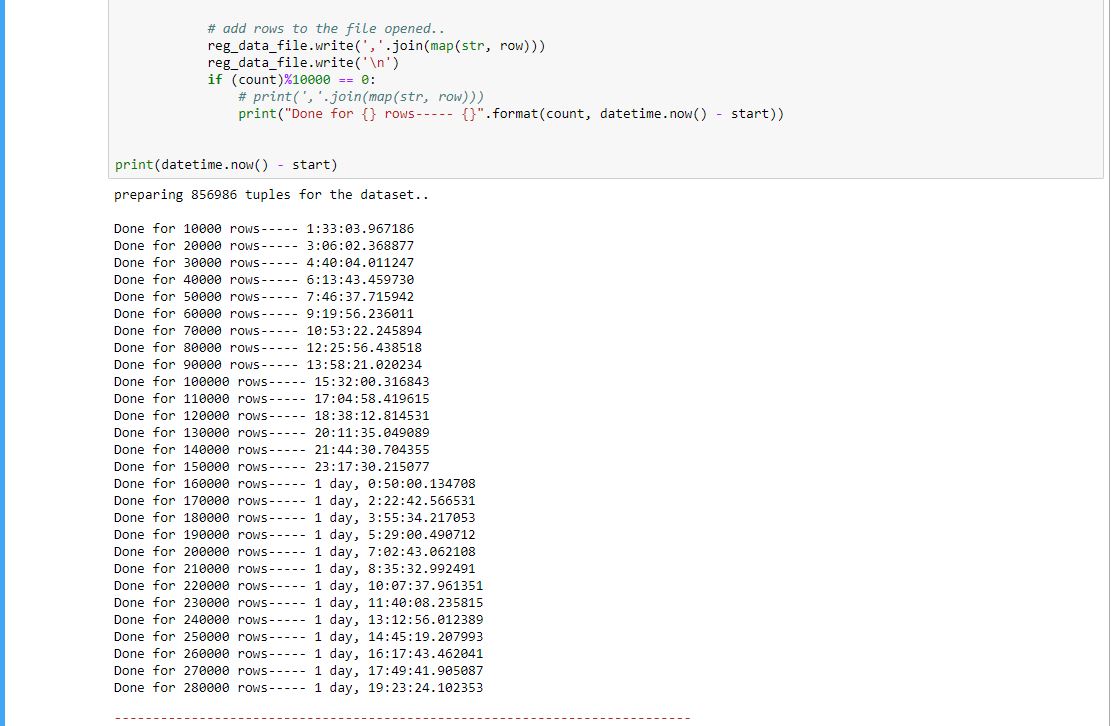 # add rows to the file opened..
reg_data_file.write(','.join(map(str, row)))
reg_data_file.write('\n')
if (count)%10000 == 0:
# print(','.join(map(str, row)))
print("Done for {} rows----- {}".format(count, datetime.now() - start))
print(datetime.now() - start)
preparing 856986 tuples for the dataset..
Done for 10000 rows----- 1:33:03.967186
Done for 20000 rows----- 3:06:02.368877
Done for 30000 rows----- 4:40:04.011247
Done for 40000 rows----- 6:13:43.459730
Done for 50000 rows----- 7:46:37.715942
Done for 60000 rows----- 9:19:56.236011
Done for 70000 rows----- 10:53:22.245894
Done for 80000 rows----- 12:25:56.438518
Done for 90000 rows----- 13:58:21.020234
Done for 100000 rows----- 15:32:00.316843
Done for 110000 rows----- 17:04:58.419615
Done for 120000 rows----- 18:38:12.814531
Done for 130000 rows----- 20:11:35.049089
Done for 140000 rows----- 21:44:30.704355
Done for 150000 rows----- 23:17:30.215077
Done for 160000 rows----- 1 day, 0:50:00.134708
Done for 170000 rows----- 1 day, 2:22:42.566531
Done for 180000 rows----- 1 day, 3:55:34.217053
Done for 190000 rows----- 1 day, 5:29:00.490712
Done for 200000 rows----- 1 day, 7:02:43.062108
Done for 210000 rows----- 1 day, 8:35:32.992491
Done for 220000 rows----- 1 day, 10:07:37.961351
Done for 230000 rows----- 1 day, 11:40:08.235815
Done for 240000 rows----- 1 day, 13:12:56.012389
Done for 250000 rows----- 1 day, 14:45:19.207993
Done for 260000 rows----- 1 day, 16:17:43.462041
Done for 270000 rows----- 1 day, 17:49:41.905087
Done for 280000 rows----- 1 day, 19:23:24.102353
---------------------------------------------------------------------------